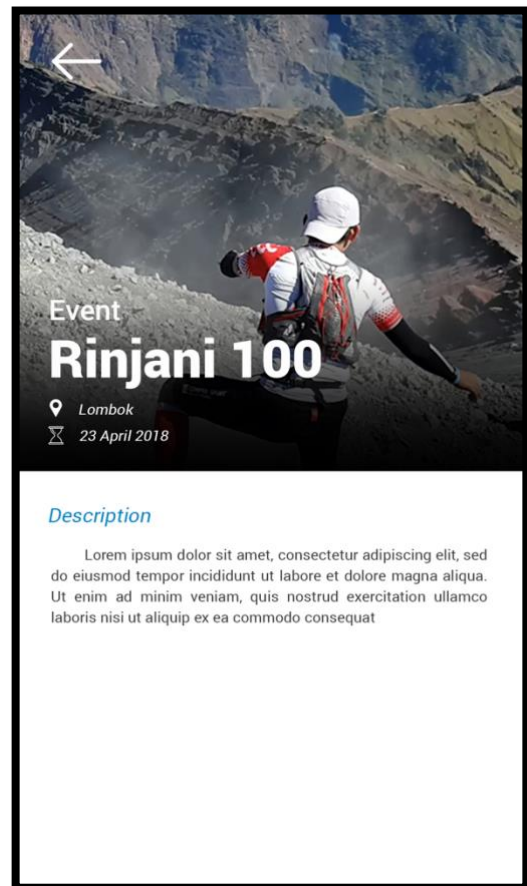 Event
Rinjani 100
Lombok
23 April 2018
Description
Lorem ipsum dolor sit amet, consectetur adipiscing elit, sed
do eiusmod tempor incididunt ut labore et dolore magna aliqua.
Ut enim ad minim veniam, quis nostrud exercitation ullamco
laboris nisi ut aliquip ex ea commodo consequat